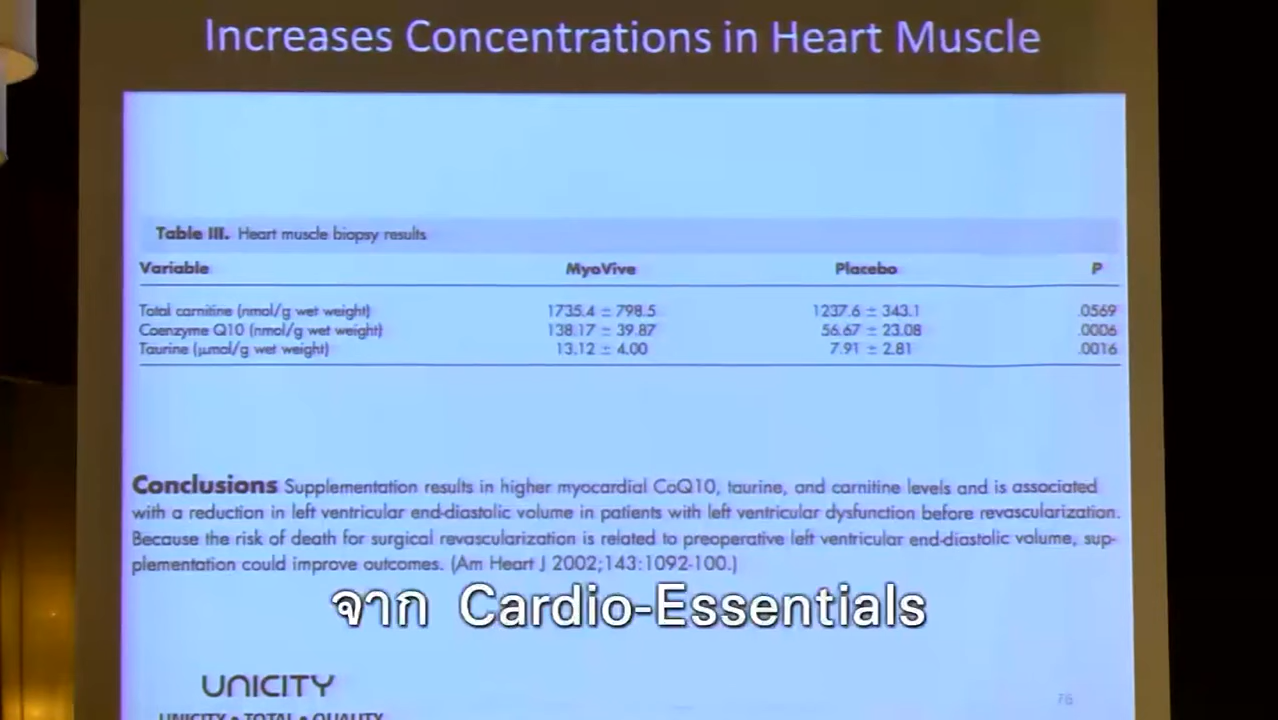 Increases Concentrations in Heart Muscle
Table III. Heart muscle biopsy results
Variable MyoVive Placebo P
Total carnitine (nmol/g wet weight) 1735.4 ± 798.5 1237.6 ± 343.1 .0569
Coenzyme Q10 (nmol/g wet weight) 138.17 ± 39.87 56.67 ± 23.08 .0006
Taurine (µmol/g wet weight) 13.12 ± 4.00 7.91 ± 2.81 .0016
Conclusions Supplementation results in higher myocardial CoQ10, taurine, and carnitine levels and is associated
with a reduction in left ventricular end-diastolic volume in patients with left ventricular dysfunction before revascularization.
Because the risk of death for surgical revascularization is related to preoperative left ventricular end-diastolic volume, sup-
plementation could improve outcomes. (Am Heart J 2002;143:1092-100.)
จาก Cardio-Essentials
UNICITY
76
UNICITY • TOTAL • QUALITY